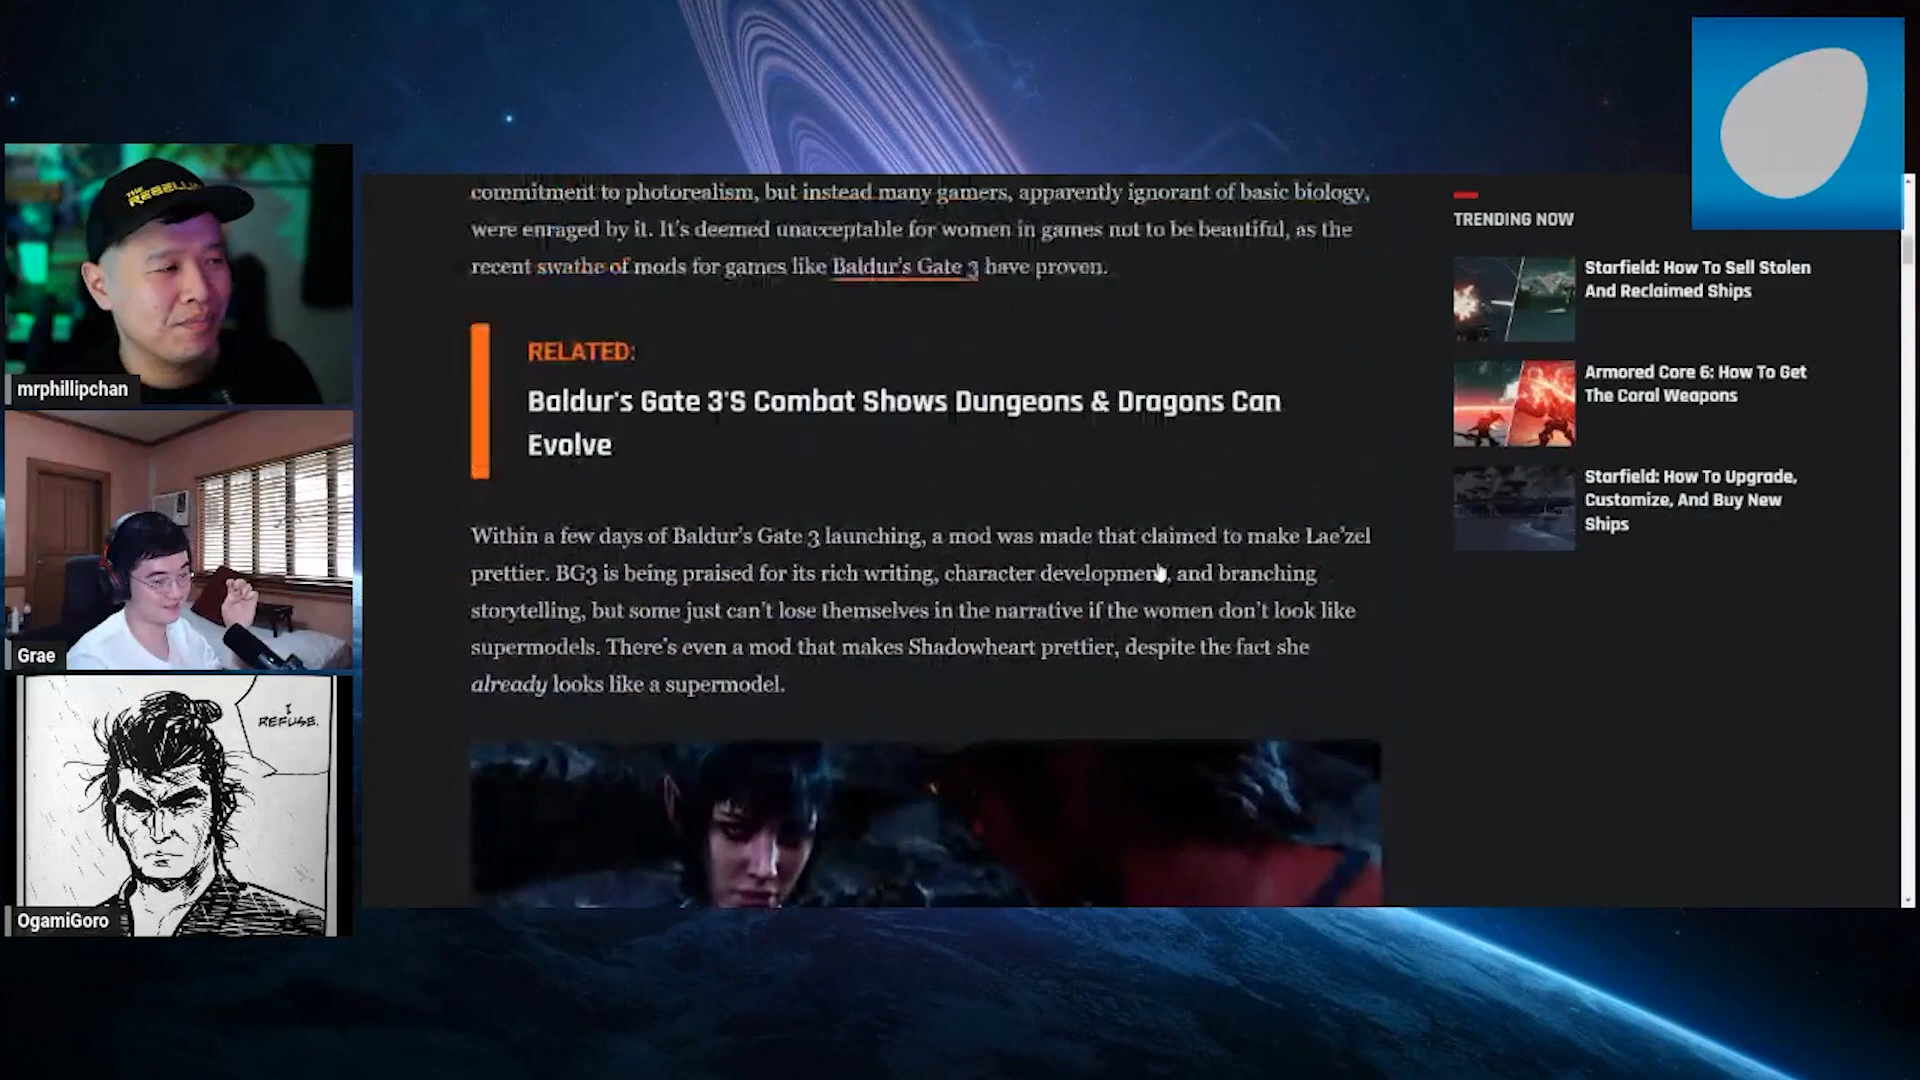 commitment to photorealism, but instead many gamers, apparently ignorant of basic biology,
were enraged by it. It's deemed unacceptable for women in games not to be beautiful, as the
recent swathe of mods for games like Baldur's Gate 3 have proven.
RELATED:
Baldur's Gate 3'S Combat Shows Dungeons & Dragons Can
Evolve
Within a few days of Baldur's Gate 3 launching, a mod was made that claimed to make Lae'zel
prettier. BG3 is being praised for its rich writing, character development, and branching
storytelling, but some just can't lose themselves in the narrative if the women don't look like
supermodels. There's even a mod that makes Shadowheart prettier, despite the fact she
already looks like a supermodel.
TRENDING NOW
Starfield: How To Sell Stolen
And Reclaimed Ships
Armored Core 6: How To Get
The Coral Weapons
Starfield: How To Upgrade,
Customize, And Buy New
Ships
THE
mrphillipchan
Grae
I
REFUSE.
OgamiGoro